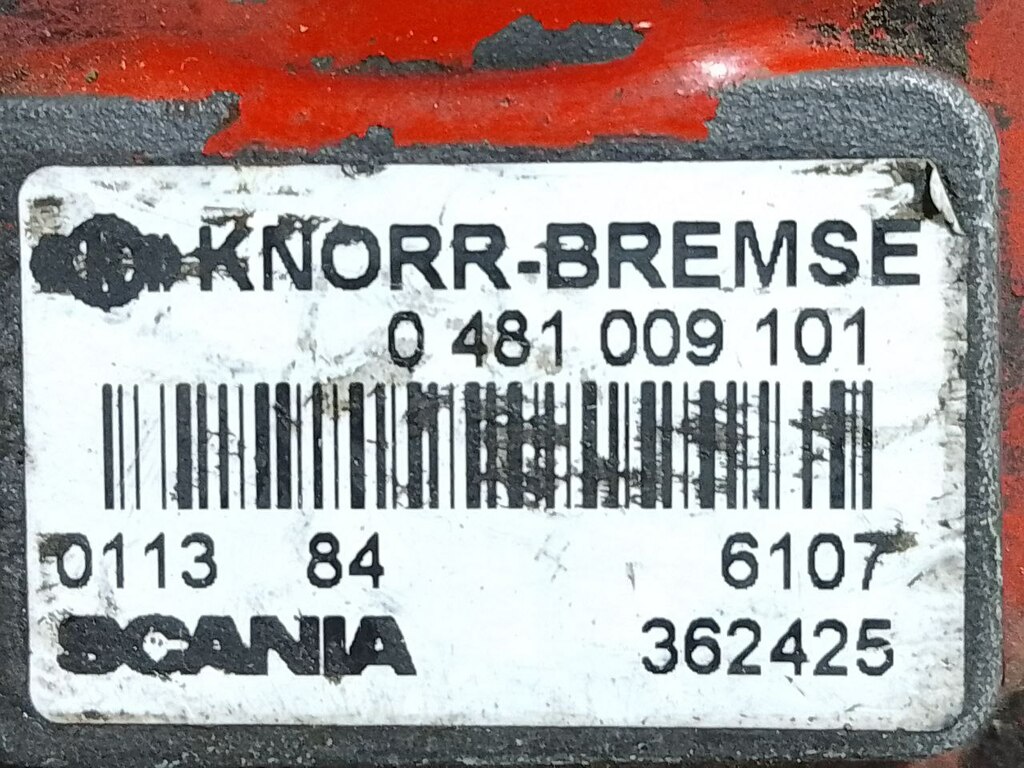 KNORR-BREMSE
0 481 009 101
0113 84 6107
SCANIA 362425